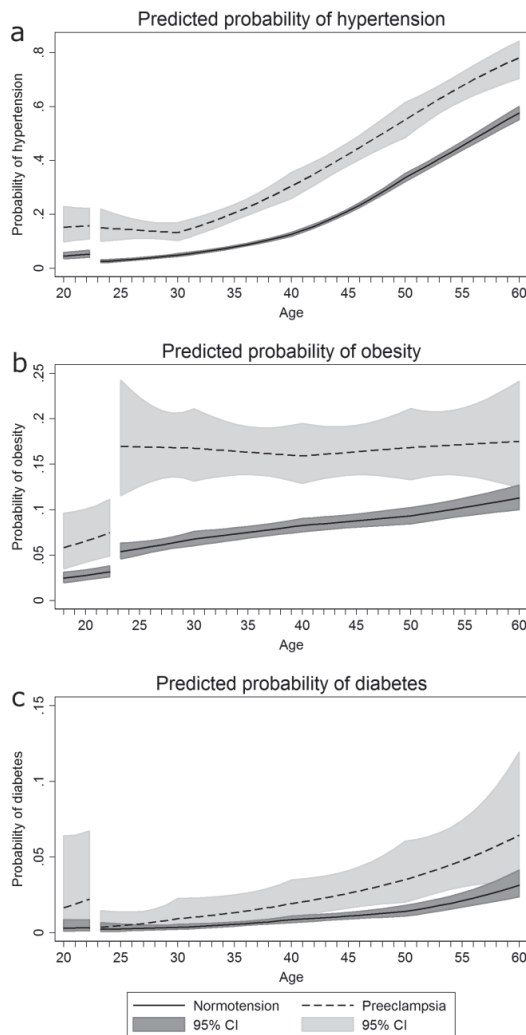 a
Predicted probability of hypertension
Probability of hypertension
0 .2 .4 .6 .8
20 25 30 35 40 45 50 55 60
Age
b
Predicted probability of obesity
Probability of obesity
0 .05 .1 .15 .2 .25
20 25 30 35 40 45 50 55 60
Age
c
Predicted probability of diabetes
Probability of diabetes
0 .05 .1 .15
20 25 30 35 40 45 50 55 60
Age
Normotension Preeclampsia
95% CI 95% CI